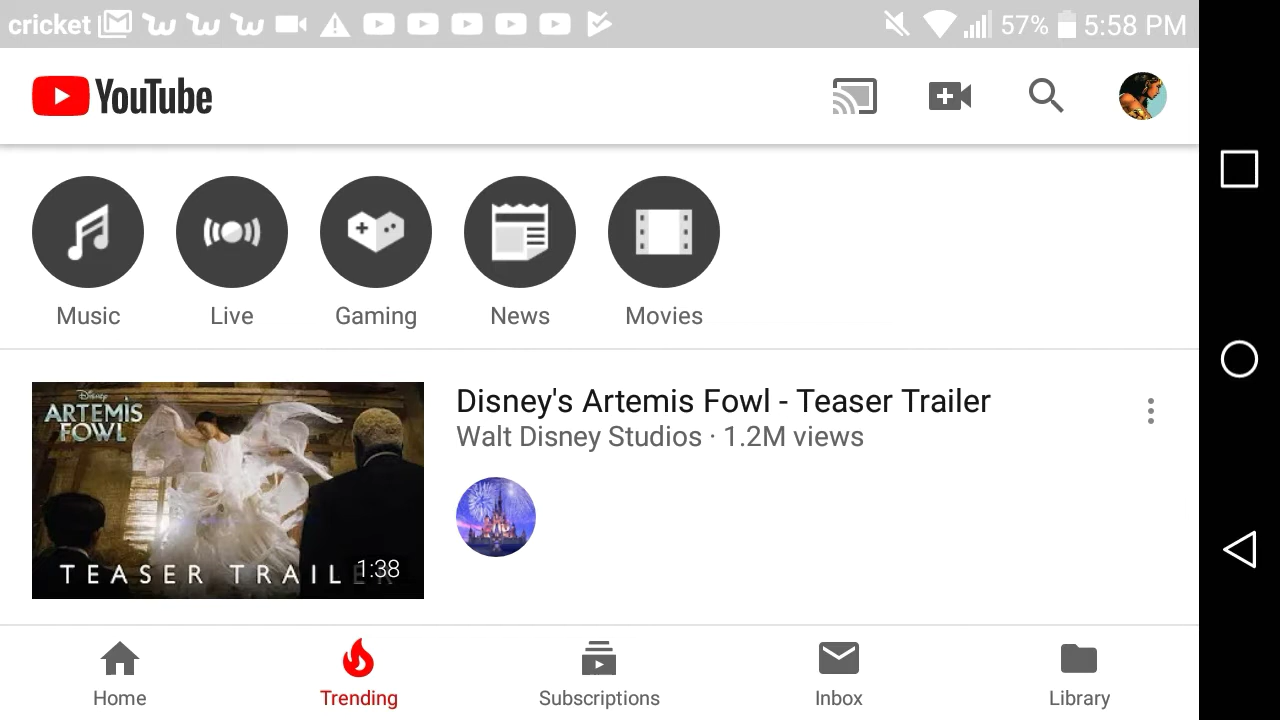 cricket 57% 5:58 PM
YouTube
Music Live Gaming News Movies
Disney
ARTEMIS
FOWL
TEASER TRAILER
1:38
Disney's Artemis Fowl - Teaser Trailer
Walt Disney Studios · 1.2M views
Home Trending Subscriptions Inbox Library